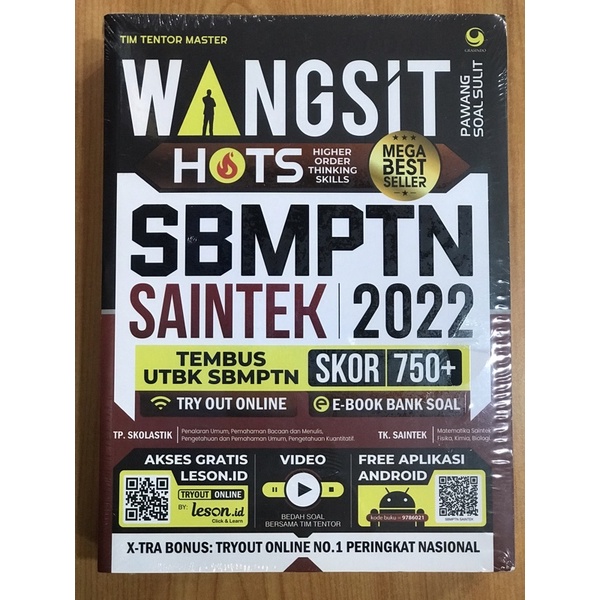 TIM TENTOR MASTER
GRASINDO
WANGSIT
PAWANG
SOAL SULIT
HOTS
HIGHER
ORDER
THINKING
SKILLS
MEGA
BEST
SELLER
SBMPTN
SAINTEK | 2022
TEMBUS
UTBK SBMPTN
SKOR 750+
TRY OUT ONLINE
E-BOOK BANK SOAL
TP. SKOLASTIK
Penalaran Umum, Pemahaman Bacaan dan Menulis,
Pengetahuan dan Pemahaman Umum, Pengetahuan Kuantitatif.
TK. SAINTEK
Matematika Saintek
Fisika, Kimia, Biologi
AKSES GRATIS
LESON.ID
TRYOUT ONLINE
BY: leson.id
Click & Learn
VIDEO
BEDAH SOAL
BERSAMA TIM TENTOR
FREE APLIKASI
ANDROID
kode buku – 9786021
SBMPTN SAINTEK
X-TRA BONUS: TRYOUT ONLINE NO.1 PERINGKAT NASIONAL